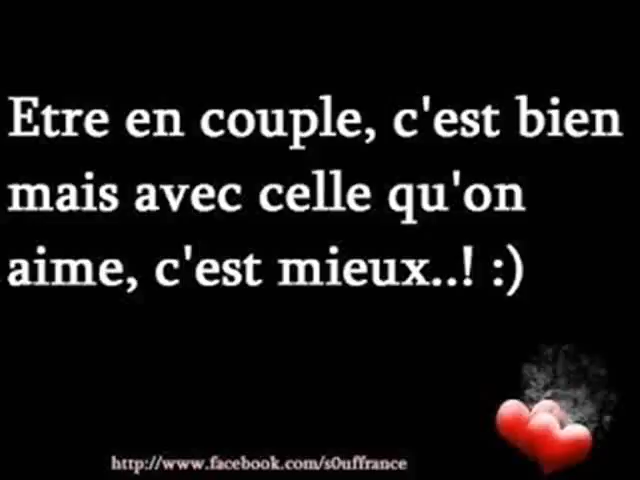 Etre en couple, c'est bien
mais avec celle qu'on
aime, c'est mieux..! :)
http://www.facebook.com/s0uffrance